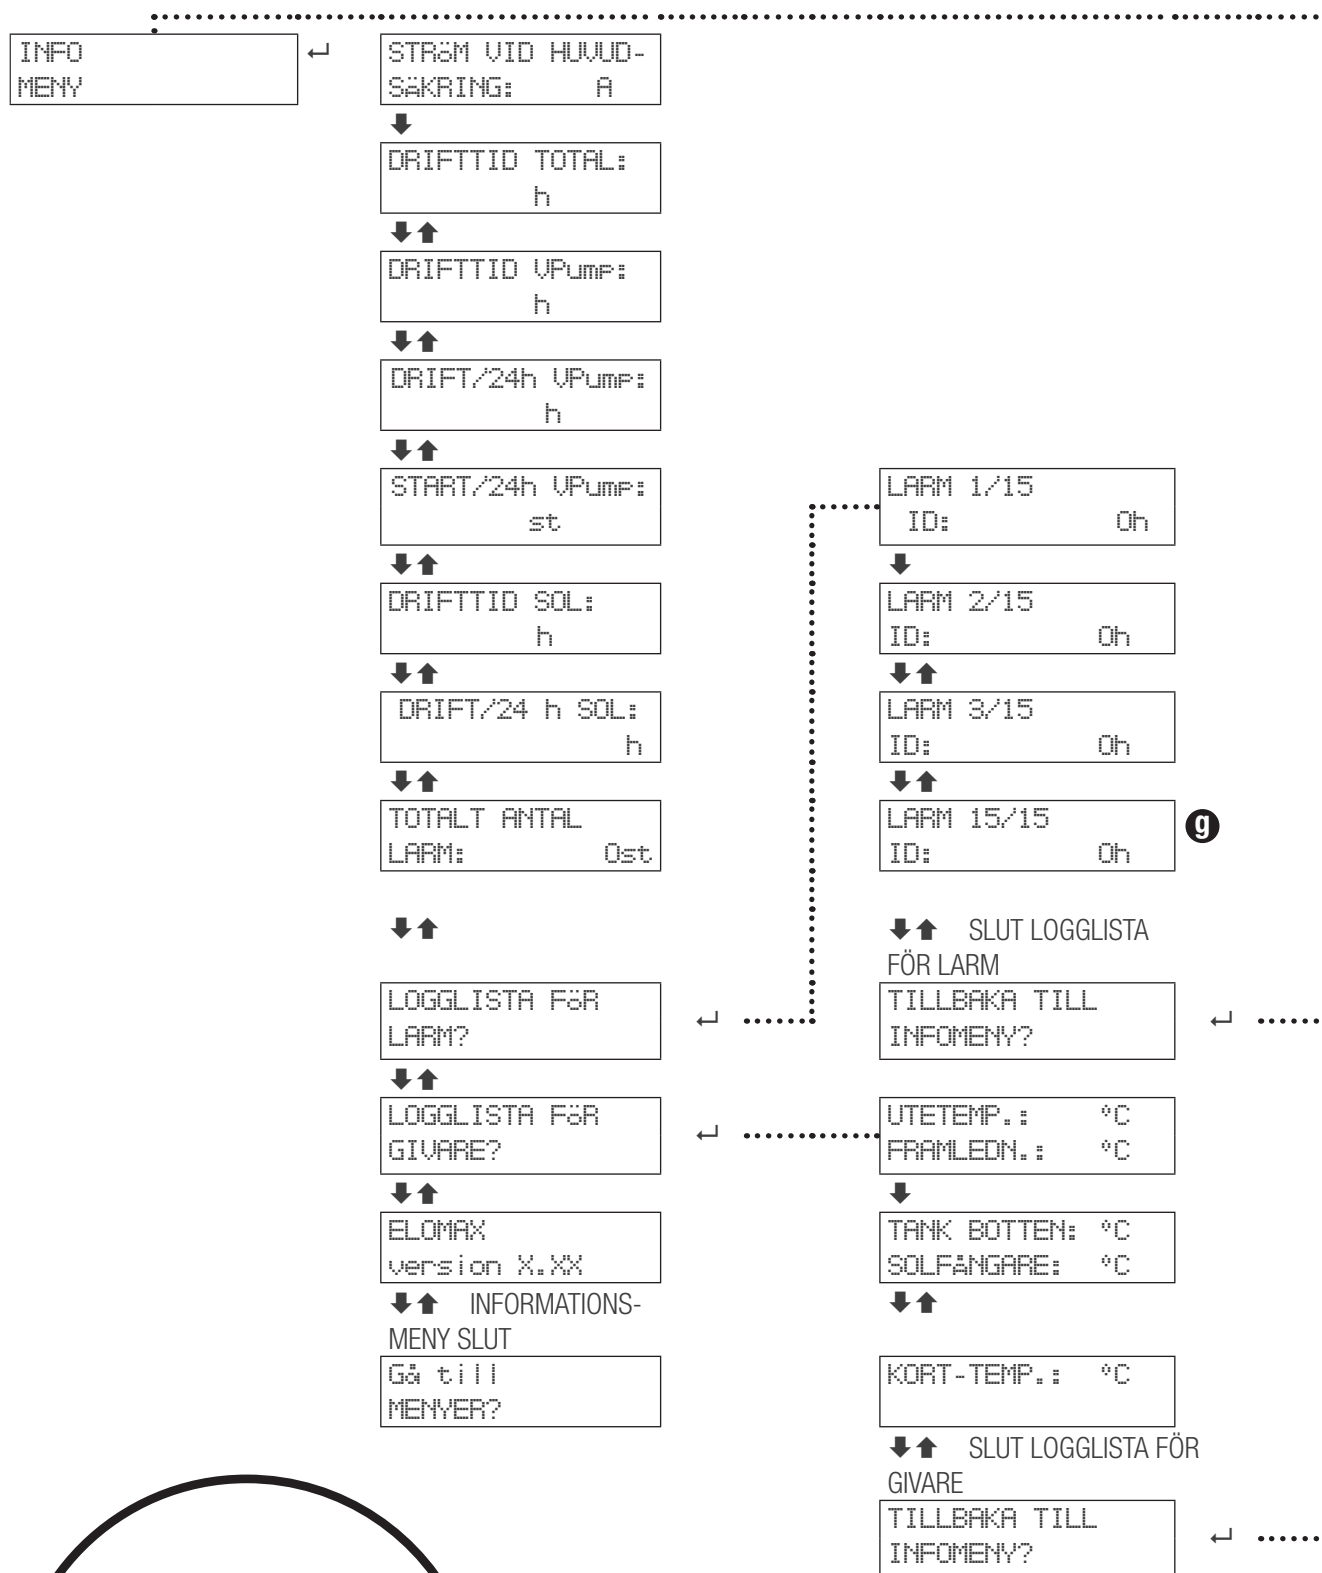 INFO
MENY
STRöM VID HUVUD-
SäKRING: A
DRIFTTID TOTAL:
h
DRIFTTID VPump:
h
DRIFT/24h VPump:
h
START/24h VPump:
st
DRIFTTID SOL:
h
DRIFT/24 h SOL:
h
TOTALT ANTAL
LARM: 0st
LOGGLISTA FöR
LARM?
LOGGLISTA FöR
GIVARE?
ELOMAX
version X.XX
INFORMATIONS-
MENY SLUT
Gå till
MENYER?
LARM 1/15
ID: 0h
LARM 2/15
ID: 0h
LARM 3/15
ID: 0h
LARM 15/15
ID: 0h
g
SLUT LOGGLISTA
FÖR LARM
TILLBAKA TILL
INFOMENY?
UTETEMP.: °C
FRAMLEDN.: °C
TANK BOTTEN: °C
SOLFåNGARE: °C
KORT-TEMP.: °C
SLUT LOGGLISTA FÖR
GIVARE
TILLBAKA TILL
INFOMENY?